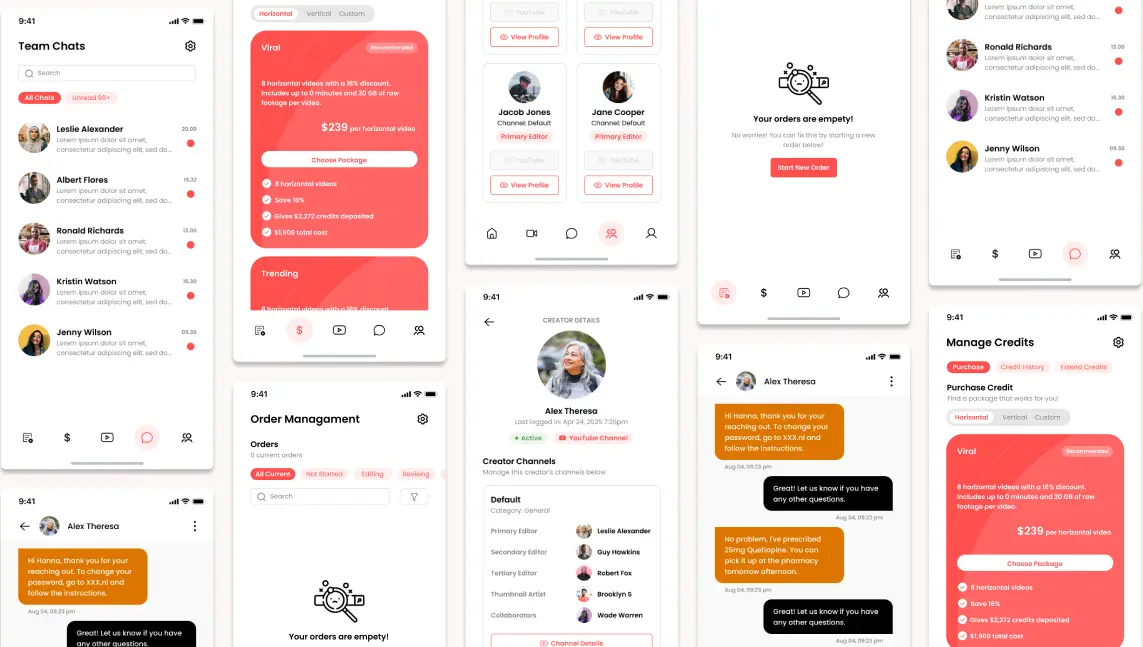 9:41
Team Chats
Search
All Chats
Unread 99+
Leslie Alexander
20.00
Lorem ipsum dolor sit amet,
consectetur adipiscing elit, sed do...
Albert Flores
19.32
Lorem ipsum dolor sit amet,
consectetur adipiscing elit, sed do...
Ronald Richards
13.00
Lorem ipsum dolor sit amet,
consectetur adipiscing elit, sed do...
Kristin Watson
16.30
Lorem ipsum dolor sit amet,
consectetur adipiscing elit, sed do...
Jenny Wilson
09.30
Lorem ipsum dolor sit amet,
consectetur adipiscing elit, sed do...
$
9:41
Alex Theresa
Hi Hanna, thank you for your
reaching out. To change your
password, go to XXX.nl and
follow the instructions.
Aug 04, 09:23 pm
Great! Let us know if you have
any other questions.
Horizontal
Vertical
Custom
Viral
Recommended
8 horizontal videos with a 16% discount.
Includes up to 0 minutes and 20 GB of raw
footage per video.
$239 per horizontal video
Choose Package
8 horizontal videos
Save 16%
Gives $2,272 credits deposited
$1,908 total cost
Trending
8 horizontal videos with a 16% discount.
$
9:41
Order Managament
Orders
0 current orders
All Current
Not Started
Editing
Revising
Search
Your orders are empety!
YouTube
YouTube
View Profile
View Profile
Jacob Jones
Channel: Default
Primary Editor
YouTube
View Profile
Jane Cooper
Channel: Default
Primary Editor
YouTube
View Profile
9:41
CREATOR DETAILS
Alex Theresa
Last logged in: Apr 24, 2025 7:26pm
Active
YouTube Channel
Creator Channels
Manage this creator's channels below
Default
Category: General
Primary Editor
Leslie Alexander
Secondary Editor
Guy Hawkins
Tertiary Editor
Robert Fox
Thumbnail Artist
Brooklyn S
Collaborators
Wade Warren
Channel Details
Your orders are empety!
No worries! You can fix this by starting a new
order below!
Start New Order
$
9:41
Alex Theresa
Hi Hanna, thank you for your
reaching out. To change your
password, go to XXX.nl and
follow the instructions.
Aug 04, 09:23 pm
Great! Let us know if you have
any other questions.
Aug 04, 09:23 pm
No problem, I've prescribed
25mg Quetiapine. You can
pick it up at the pharmacy
tomorrow afternoon.
Aug 04, 09:23 pm
Great! Let us know if you have
any other questions.
Aug 04, 09:23 pm
Lorem ipsum dolor sit amet,
consectetur adipiscing elit, sed do...
Ronald Richards
13.00
Lorem ipsum dolor sit amet,
consectetur adipiscing elit, sed do...
Kristin Watson
16.30
Lorem ipsum dolor sit amet,
consectetur adipiscing elit, sed do...
Jenny Wilson
09.30
Lorem ipsum dolor sit amet,
consectetur adipiscing elit, sed do...
$
9:41
Manage Credits
Purchase
Credit History
Extend Credits
Purchase Credit
Find a package that works for you!
Horizontal
Vertical
Custom
Viral
Recommended
8 horizontal videos with a 16% discount.
Includes up to 0 minutes and 20 GB of raw
footage per video.
$239 per horizontal video
Choose Package
8 horizontal videos
Save 16%
Gives $2,272 credits deposited
$1,908 total cost